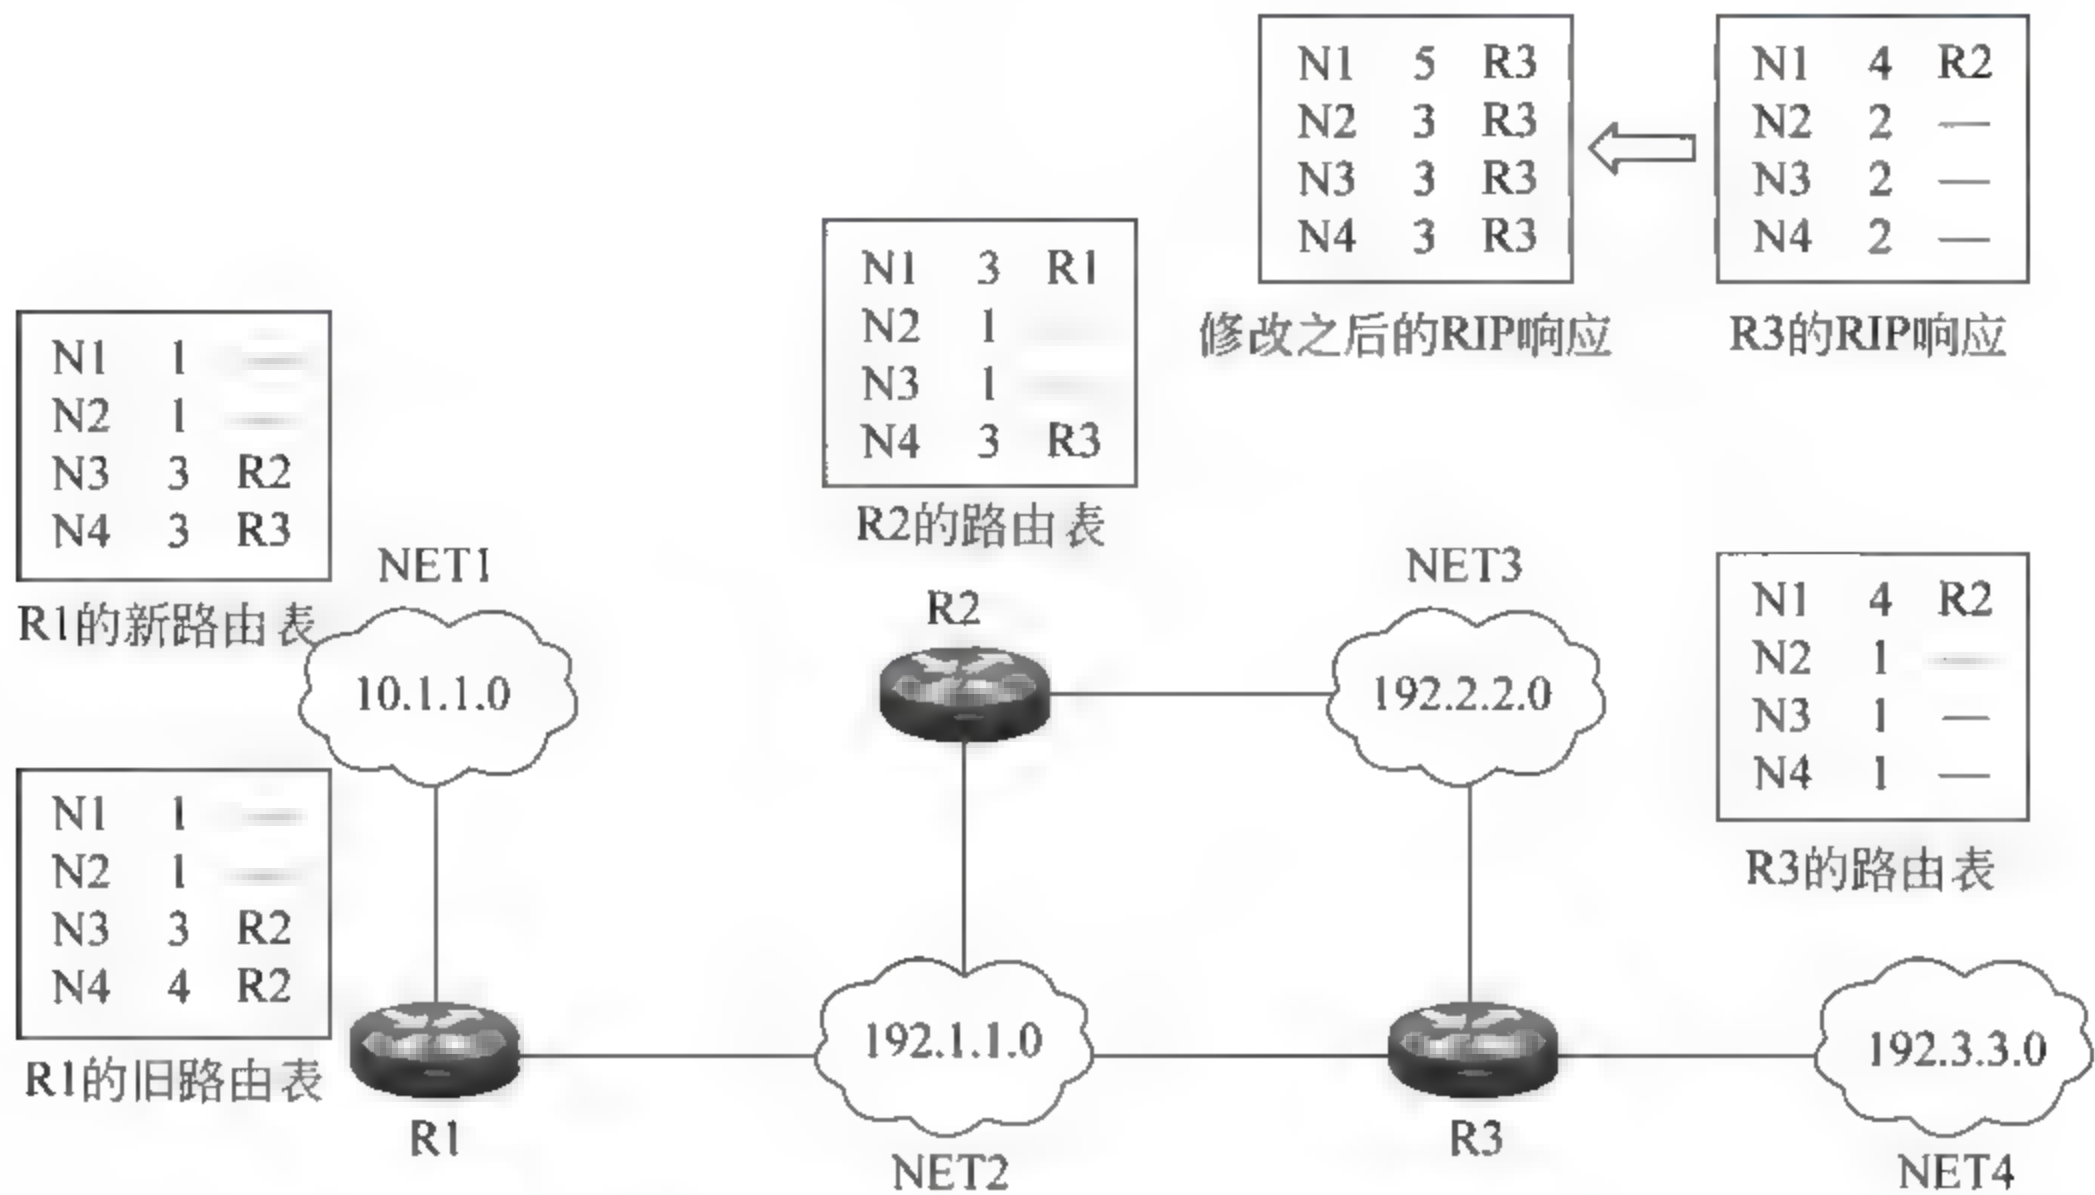 N1 5 R3
N2 3 R3
N3 3 R3
N4 3 R3
修改之后的RIP响应
N1 4 R2
N2 2 —
N3 2 —
N4 2 —
R3的RIP响应
N1 3 R1
N2 1 —
N3 1 —
N4 3 R3
R2的路由表
N1 1 —
N2 1 —
N3 3 R2
N4 3 R3
R1的新路由表
NET1
10.1.1.0
R2
NET3
192.2.2.0
N1 4 R2
N2 1 —
N3 1 —
N4 1 —
R3的路由表
N1 1 —
N2 1 —
N3 3 R2
N4 4 R2
R1的旧路由表
R1
192.1.1.0
NET2
R3
192.3.3.0
NET4